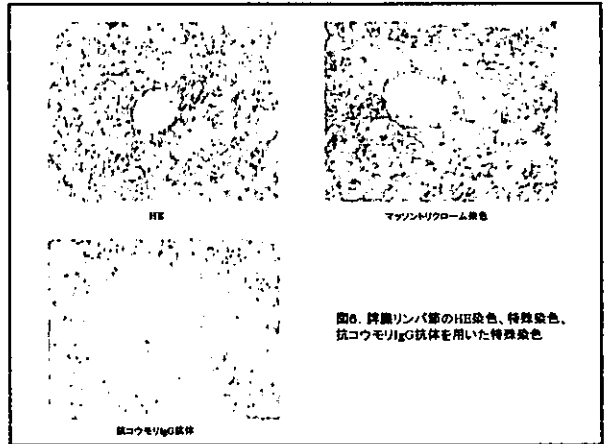 HE
マッソントリクローム染色
図6. 脾臓リンパ節のHE染色、特殊染色、
抗コウモリIgG抗体を用いた特殊染色
抗コウモリIgG抗体